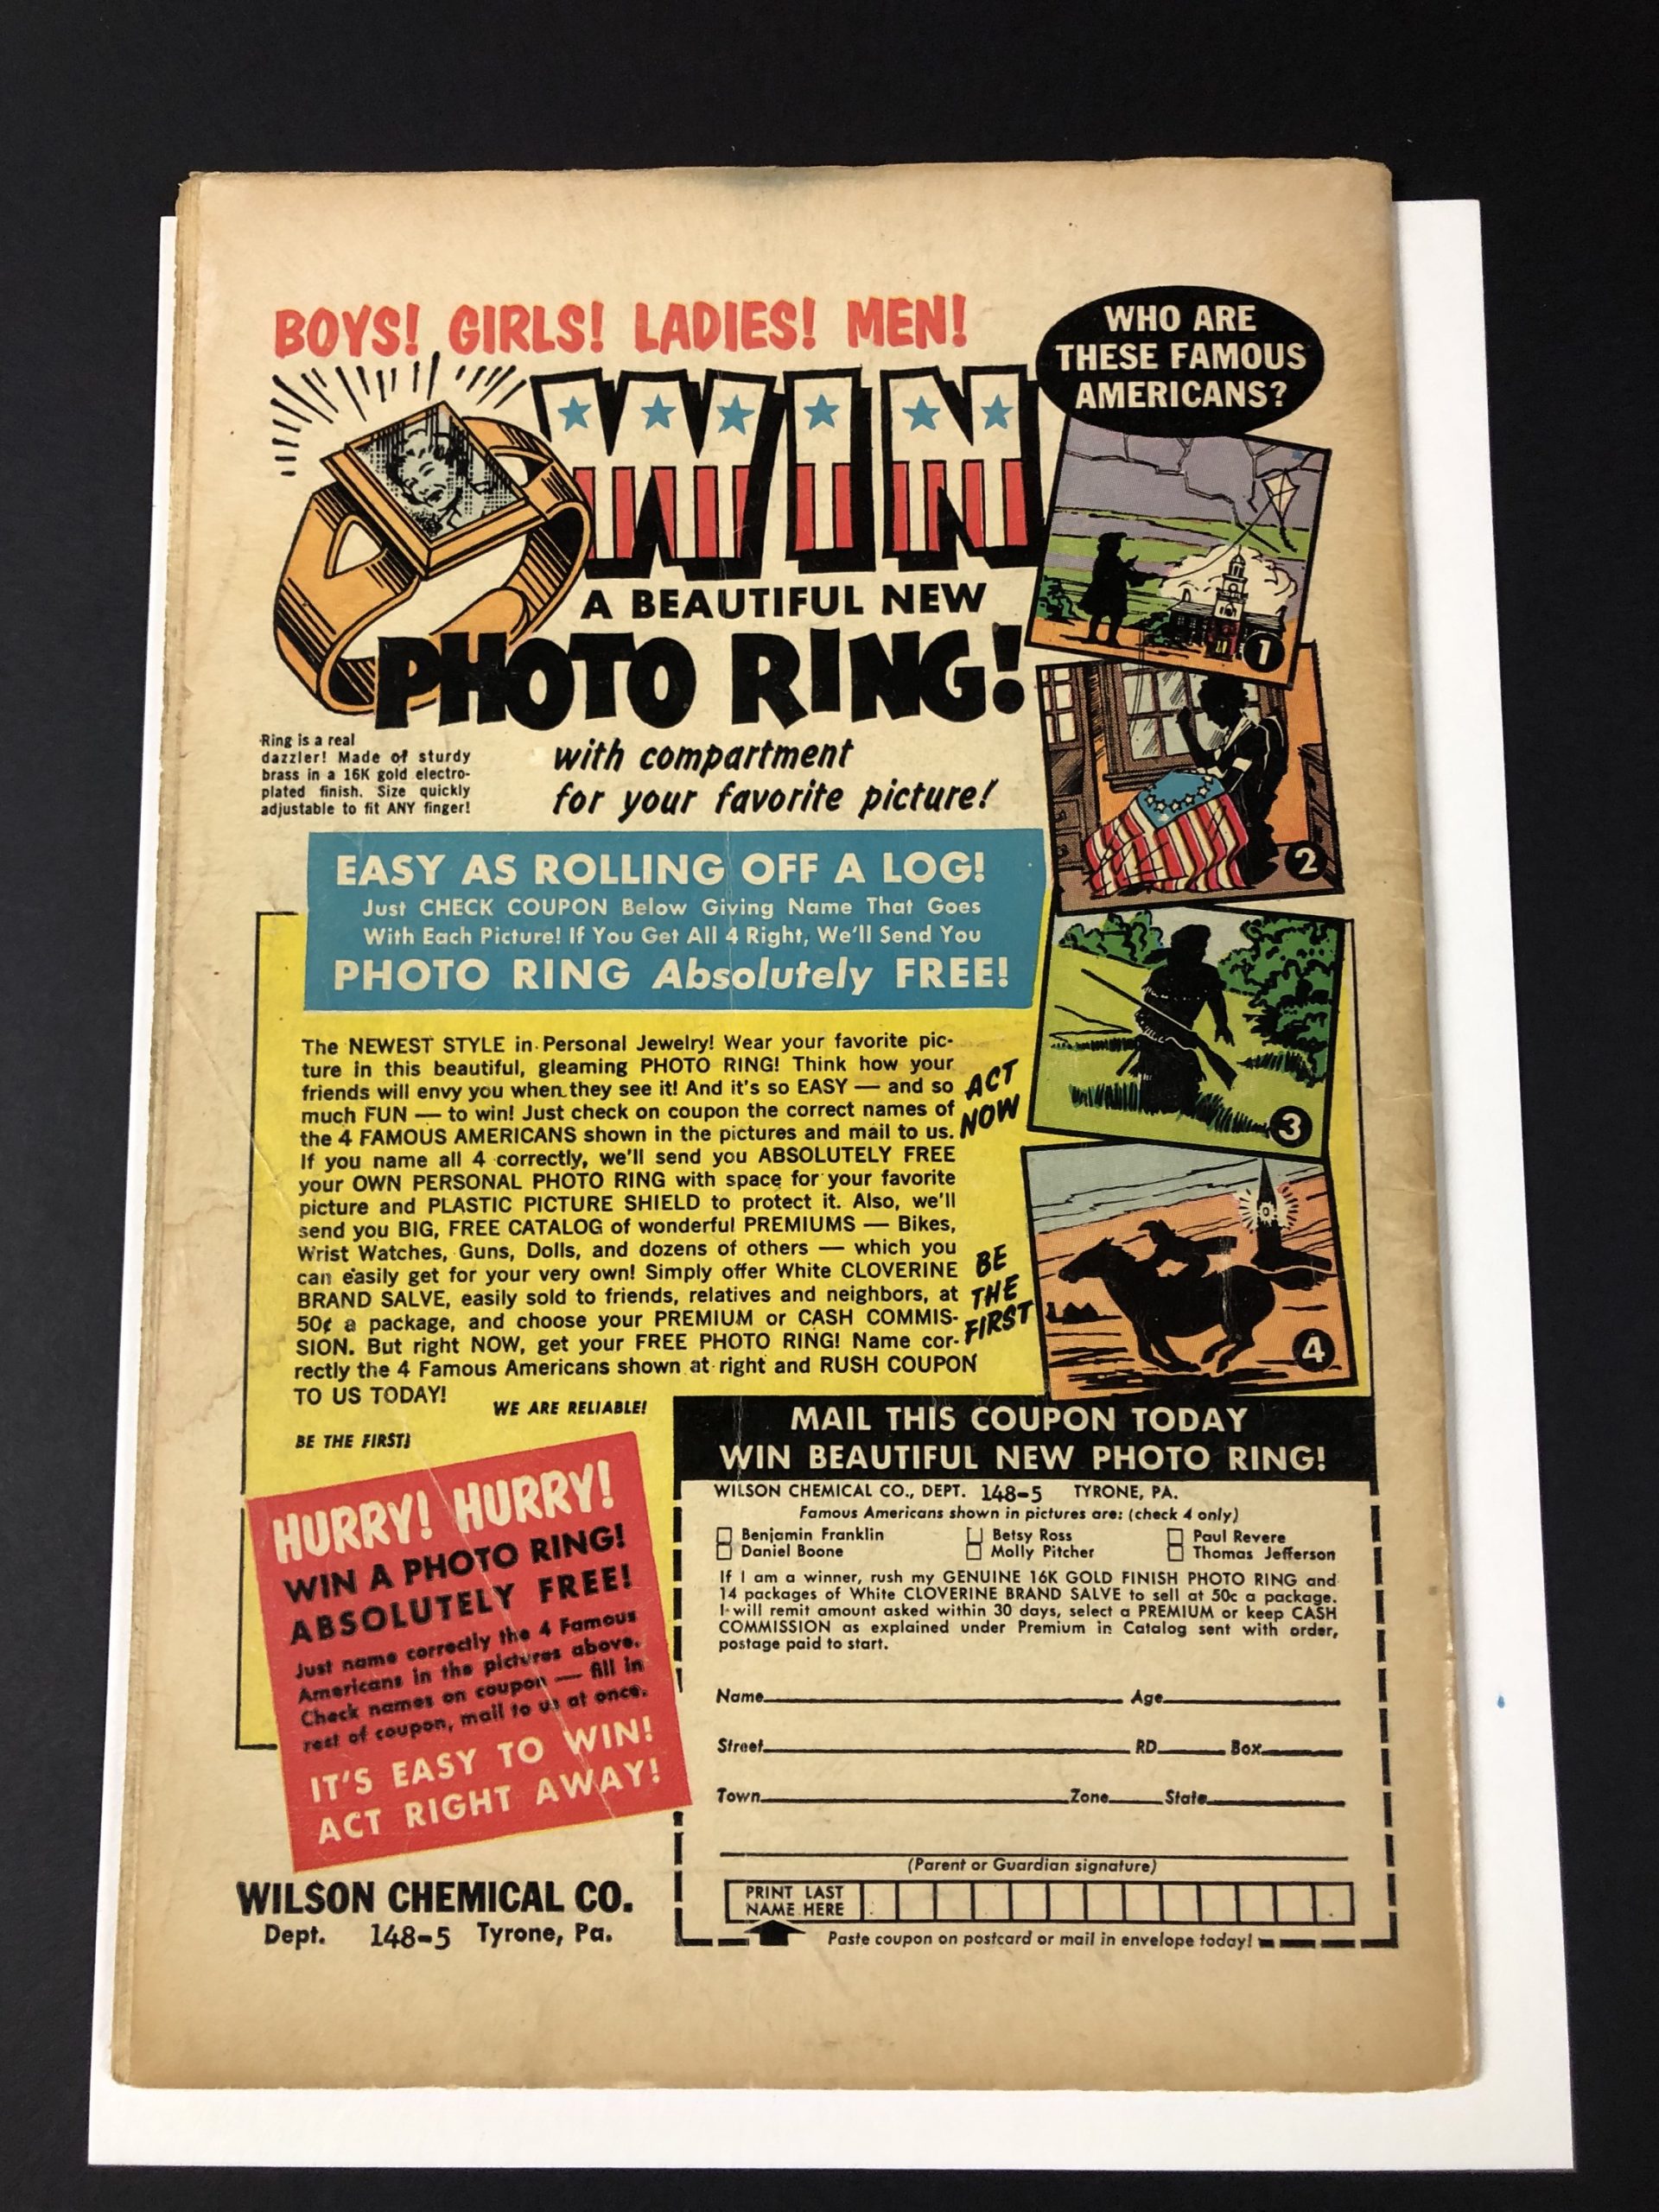 BOYS! GIRLS! LADIES! MEN!
WIN
A BEAUTIFUL NEW
PHOTO RING!
with compartment
for your favorite picture!
Ring is a real
dazzler! Made of sturdy
brass in a 16K gold electro-
plated finish. Size quickly
adjustable to fit ANY finger!
WHO ARE
THESE FAMOUS
AMERICANS?
1
2
3
4
EASY AS ROLLING OFF A LOG!
Just CHECK COUPON Below Giving Name That Goes
With Each Picture! If You Get All 4 Right, We'll Send You
PHOTO RING Absolutely FREE!
The NEWEST STYLE in Personal Jewelry! Wear your favorite pic-
ture in this beautiful, gleaming PHOTO RING! Think how your
friends will envy you when they see it! And it's so EASY — and so
much FUN — to win! Just check on coupon the correct names of
the 4 FAMOUS AMERICANS shown in the pictures and mail to us.
If you name all 4 correctly, we'll send you ABSOLUTELY FREE
your OWN PERSONAL PHOTO RING with space for your favorite
picture and PLASTIC PICTURE SHIELD to protect it. Also, we'll
send you BIG, FREE CATALOG of wonderful PREMIUMS — Bikes,
Wrist Watches, Guns, Dolls, and dozens of others — which you
can easily get for your very own! Simply offer White CLOVERINE
BRAND SALVE, easily sold to friends, relatives and neighbors, at
50¢ a package, and choose your PREMIUM or CASH COMMIS-
SION. But right NOW, get your FREE PHOTO RING! Name cor-
rectly the 4 Famous Americans shown at right and RUSH COUPON
TO US TODAY!
WE ARE RELIABLE!
BE THE FIRST!
ACT
NOW
BE
THE
FIRST
HURRY! HURRY!
WIN A PHOTO RING!
ABSOLUTELY FREE!
Just name correctly the 4 Famous
Americans in the pictures above.
Check names on coupon — fill in
rest of coupon, mail to us at once.
IT'S EASY TO WIN!
ACT RIGHT AWAY!
WILSON CHEMICAL CO.
Dept. 148-5 Tyrone, Pa.
MAIL THIS COUPON TODAY
WIN BEAUTIFUL NEW PHOTO RING!
WILSON CHEMICAL CO., DEPT. 148-5 TYRONE, PA.
Famous Americans shown in pictures are: (check 4 only)
Benjamin Franklin Betsy Ross Paul Revere
Daniel Boone Molly Pitcher Thomas Jefferson
If I am a winner, rush my GENUINE 16K GOLD FINISH PHOTO RING and
14 packages of White CLOVERINE BRAND SALVE to sell at 50c a package.
I will remit amount asked within 30 days, select a PREMIUM or keep CASH
COMMISSION as explained under Premium in Catalog sent with order,
postage paid to start.
Name Age
Street RD Box
Town Zone State
(Parent or Guardian signature)
PRINT LAST
NAME HERE
Paste coupon on postcard or mail in envelope today!